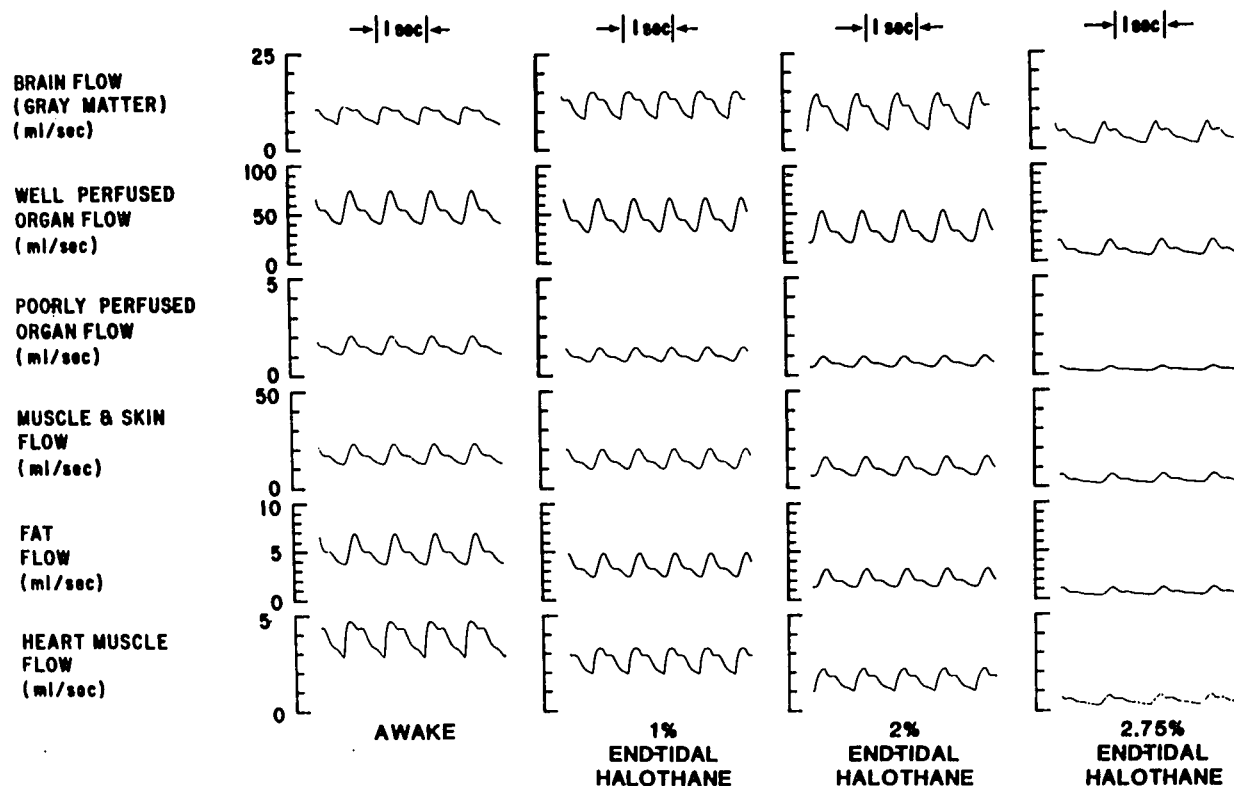 1 sec 1 sec 1 sec 1 sec
BRAIN FLOW
(GRAY MATTER)
(ml/sec)
25
0
WELL PERFUSED
ORGAN FLOW
(ml/sec)
100
50
0
POORLY PERFUSED
ORGAN FLOW
(ml/sec)
5
0
MUSCLE & SKIN
FLOW
(ml/sec)
50
0
FAT
FLOW
(ml/sec)
10
5
0
HEART MUSCLE
FLOW
(ml/sec)
5
0
AWAKE
1%
END-TIDAL
HALOTHANE
2%
END-TIDAL
HALOTHANE
2.75%
END-TIDAL
HALOTHANE